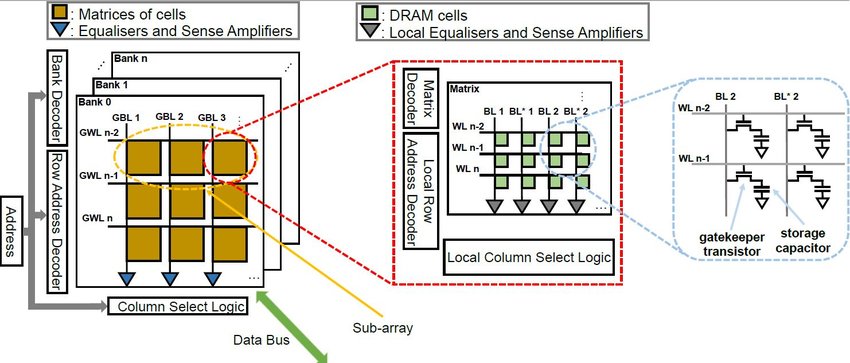 : Matrices of cells
: Equalisers and Sense Amplifiers
: DRAM cells
: Local Equalisers and Sense Amplifiers
Bank n
Bank 1
Bank 0
GBL 1
GBL 2
GBL 3
GWL n-2
GWL n-1
GWL n
Address
Bank Decoder
Row Address Decoder
Column Select Logic
Data Bus
Sub-array
Matrix Decoder
Local Row Address Decoder
Matrix
BL 1
BL* 1
BL 2
BL* 2
WL n-2
WL n-1
WL n
Local Column Select Logic
BL 2
BL* 2
WL n-2
WL n-1
gatekeeper
transistor
storage
capacitor